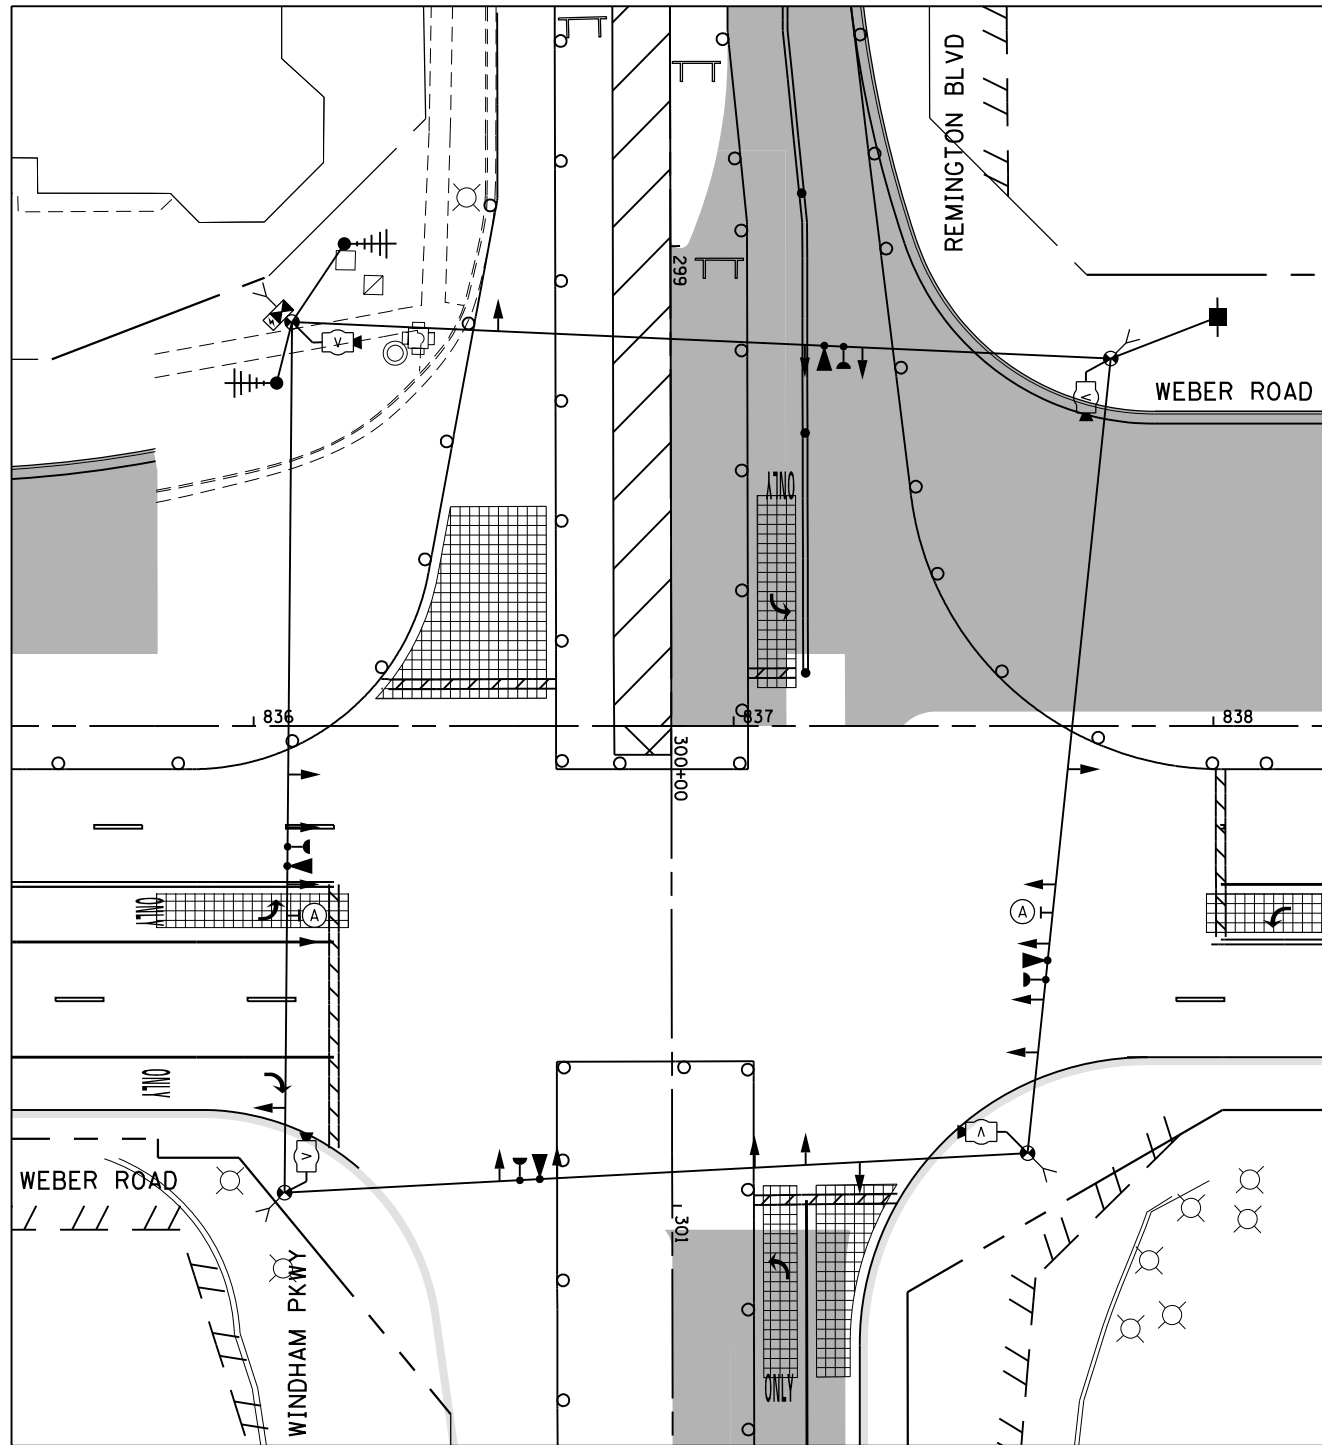 REMINGTON BLVD
299
WEBER ROAD
V
V
ONLY
836
837
838
300+00
ONLY
A
A
ONLY
V
V
WEBER ROAD
301
WINDHAM PKWY
ONLY